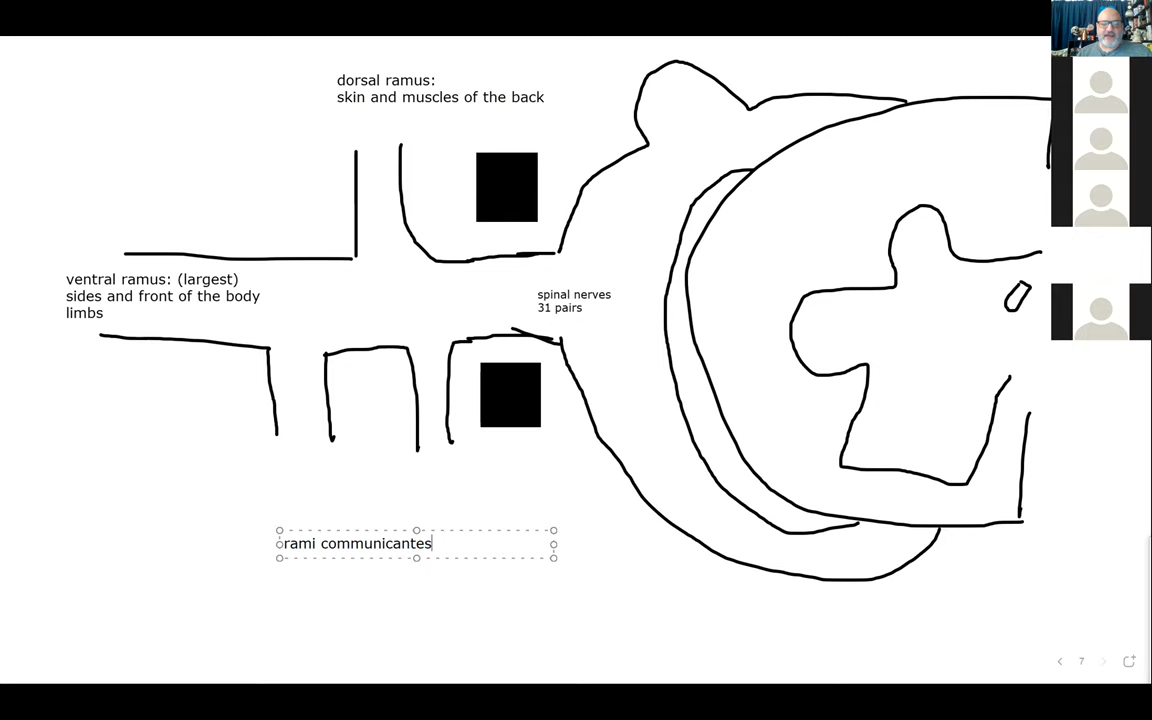 dorsal ramus:
skin and muscles of the back
ventral ramus: (largest)
sides and front of the body
limbs
spinal nerves
31 pairs
rami communicantes
7